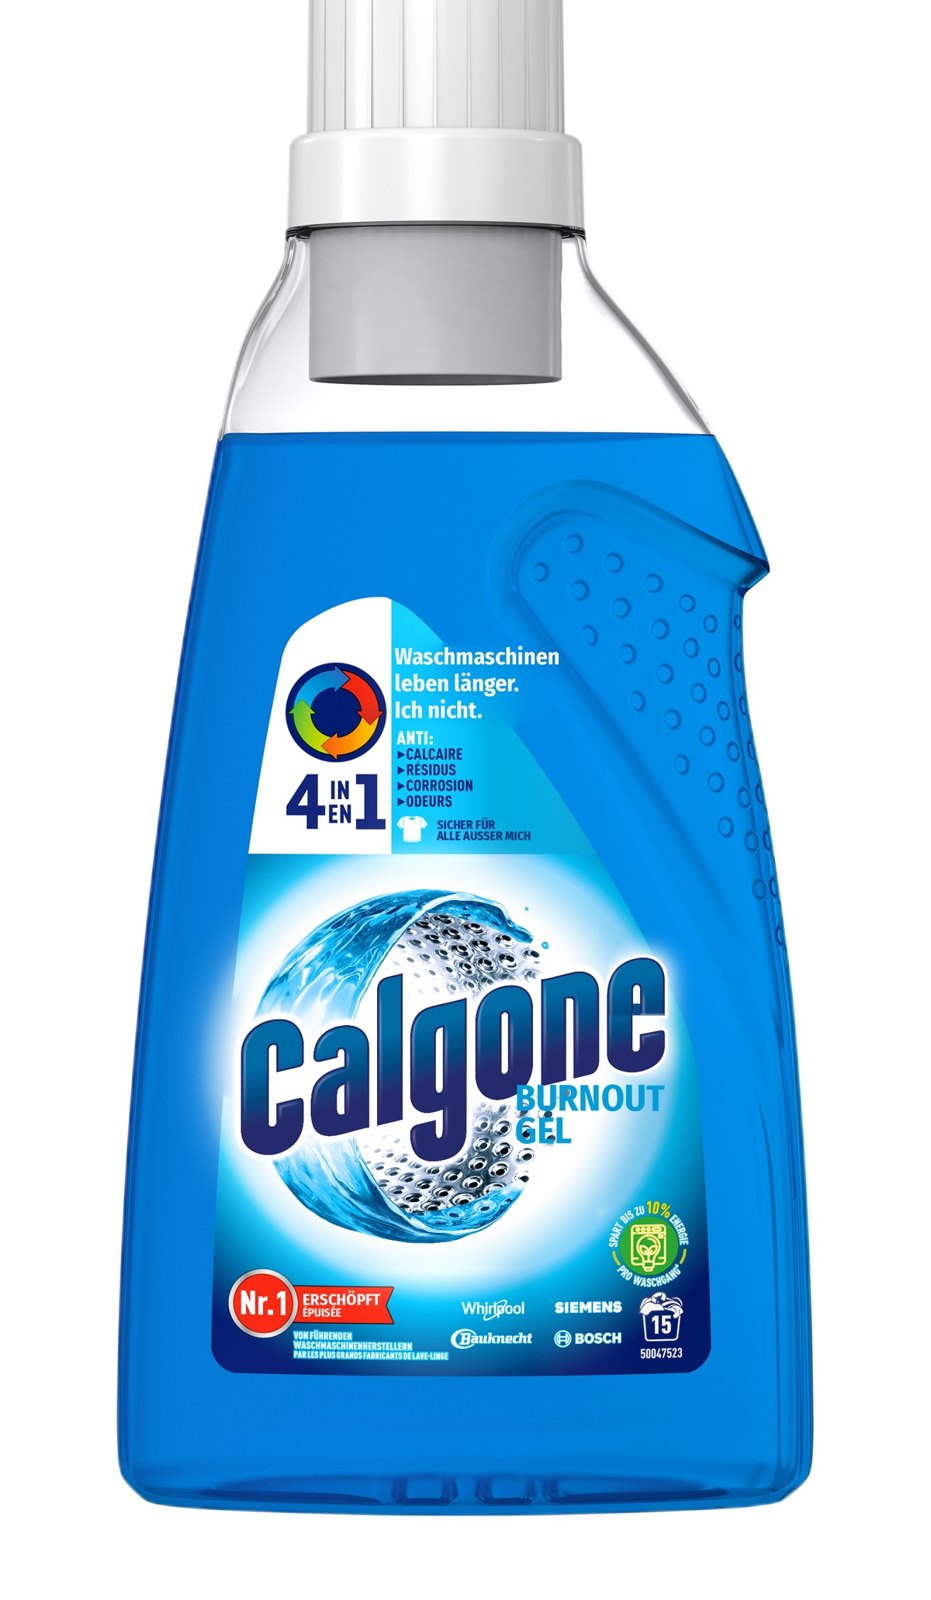 Waschmaschinen
leben länger.
Ich nicht.
ANTI:
▸CALCAIRE
▸RÉSIDUS
▸CORROSION
▸ODEURS
4 IN EN 1
SICHER FÜR
ALLE AUSSER MICH
Calgone
BURNOUT
GEL
SPART BIS ZU 10% ENERGIE
PRO WASCHGANG*
Nr.1
ERSCHÖPFT
ÉPUISÉE
VON FÜHRENDEN
WASCHMASCHINENHERSTELLERN
PAR LES PLUS GRANDS FABRICANTS DE LAVE-LINGE
Whirlpool
SIEMENS
Bauknecht
BOSCH
15
50047523